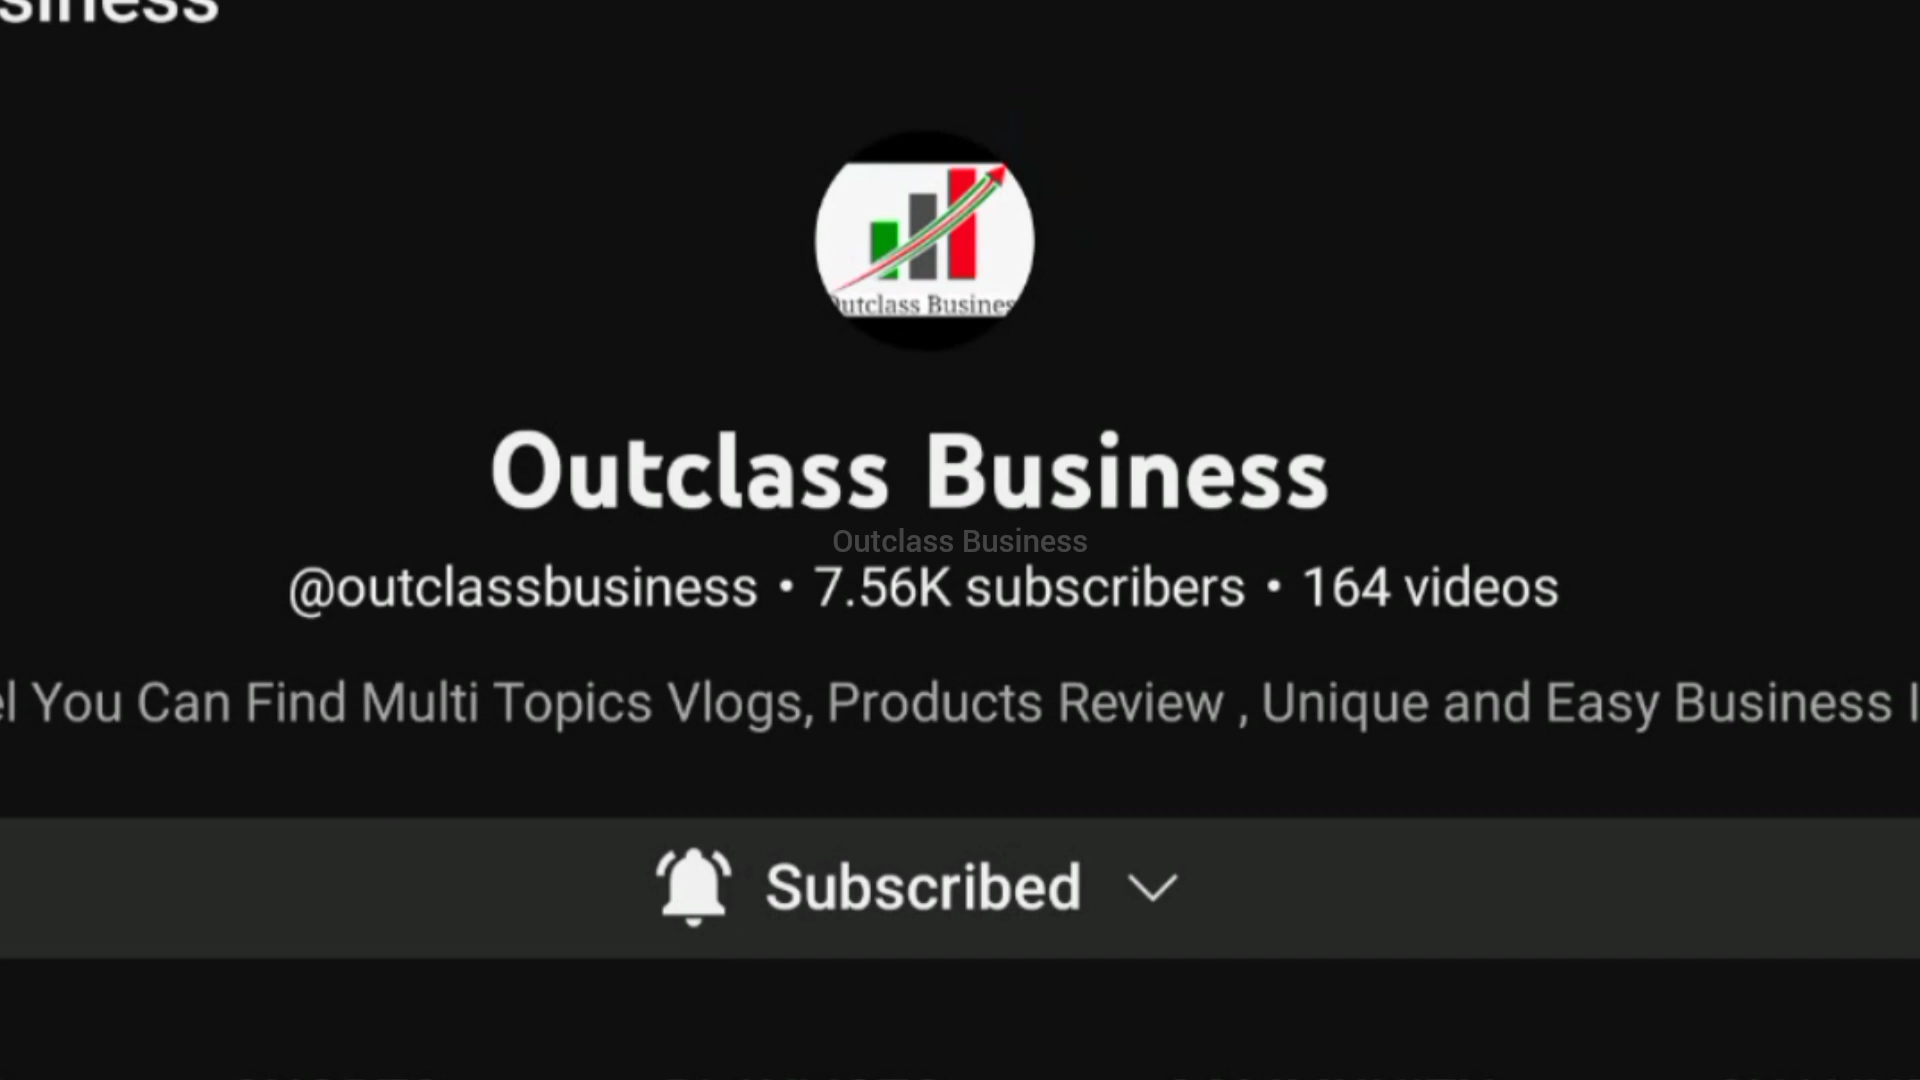 Outclass Business
@outclassbusiness • 7.56K subscribers • 164 videos
Outclass Business
You Can Find Multi Topics Vlogs, Products Review , Unique and Easy Business
Subscribed